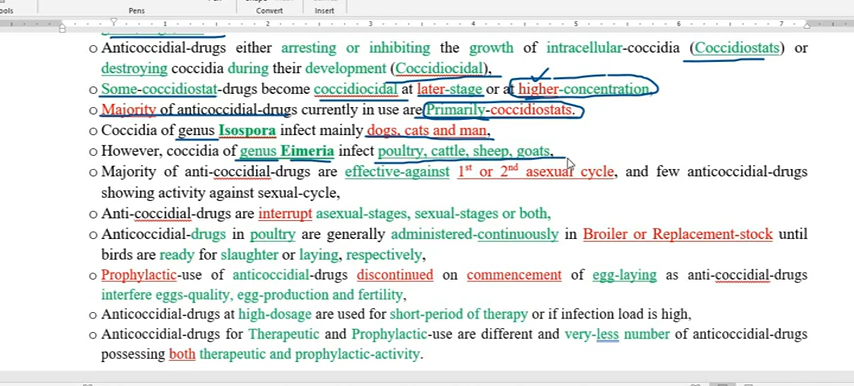 ools
Pens
Convert
Insert
1 2 3 4 5 6 7
o Anticoccidial-drugs either arresting or inhibiting the growth of intracellular-coccidia (Coccidiostats) or
destroying coccidia during their development (Coccidiocidal),
o Some-coccidiostat-drugs become coccidiocidal at later-stage or at higher-concentration,
o Majority of anticoccidial-drugs currently in use are Primarily-coccidiostats.
o Coccidia of genus Isospora infect mainly dogs, cats and man,
o However, coccidia of genus Eimeria infect poultry, cattle, sheep, goats,
o Majority of anti-coccidial-drugs are effective-against 1st or 2nd asexual cycle, and few anticoccidial-drugs
showing activity against sexual-cycle,
o Anti-coccidial-drugs are interrupt asexual-stages, sexual-stages or both,
o Anticoccidial-drugs in poultry are generally administered-continuously in Broiler or Replacement-stock until
birds are ready for slaughter or laying, respectively,
o Prophylactic-use of anticoccidial-drugs discontinued on commencement of egg-laying as anti-coccidial-drugs
interfere eggs-quality, egg-production and fertility,
o Anticoccidial-drugs at high-dosage are used for short-period of therapy or if infection load is high,
o Anticoccidial-drugs for Therapeutic and Prophylactic-use are different and very-less number of anticoccidial-drugs
possessing both therapeutic and prophylactic-activity.